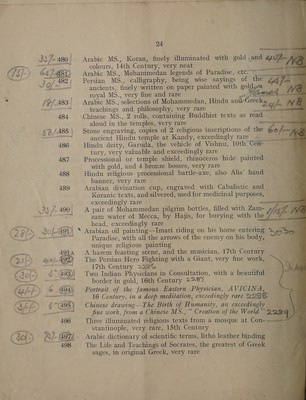 24
35/- 480 Arabic MS., Koran, finely illuminated with gold and
colours, 14th Century, very neat
481 Arabic MS., Mohammedan legends of Paradise, etc.
482 Persian MS., calligraphy, being wise sayings of the
ancients, finely written on paper painted with gold,
royal MS., very fine and rare
483 Arabic MS., selections of Mohammedan, Hindu and Greek
teachings and philosophy, very rare
484 Chinese MS., 2 rolls, containing Buddhist texts as read
aloud in the temples, very rare
485 Stone engraving, copies of 2 religious inscriptions of the
ancient Hindu temple at Kandy, exceedingly rare
486 Hindu deity, Garuda, the vehicle of Vishnu, 10th Cen-
tury, very valuable and exceedingly rare
487 Processional or temple shield, rhinoceros hide painted
with gold, and 4 bronze bosses, very rare
488 Hindu religious processional battle-axe, also Alis' hand
banner, very rare
489 Arabian divination cup, engraved with Cabalistic and
Koranic texts, and silvered, used for medicinal purposes,
exceedingly rare
490 A pair of Mohammedan pilgrim bottles, filled with Zam-
zam water of Mecca, by Hajis, for burying with the
head, exceedingly rare
491 Arabian oil painting—Imari riding on his horse entering
Paradise, with all the arrows of the enemy on his body,
unique religious painting
491A A harem boating scene, and the musician, 17th Century
492 The Persian Hero Fighting with a Giant, very fine work,
17th Century
493 Two Indian Physicians in Consultation, with a beautiful
border in gold, 16th Century 2287
494 Portrait of the famous Eastern Physician, AVICINA,
16 Century, in a deep meditation, exceedingly rare 2288
495 Chinese drawing—The Birth of Humanity, an exceedingly
fine work, from a Chinese MS., "Creation of the World" 2289
496 Three illuminated religious texts from a mosque at Con-
stantinople, very rare, 18th Century
497 Arabic dictionary of scientific terms, litho leather binding
498 The Life and Teachings of Socrates, the greatest of Greek
sages, in original Greek, very rare